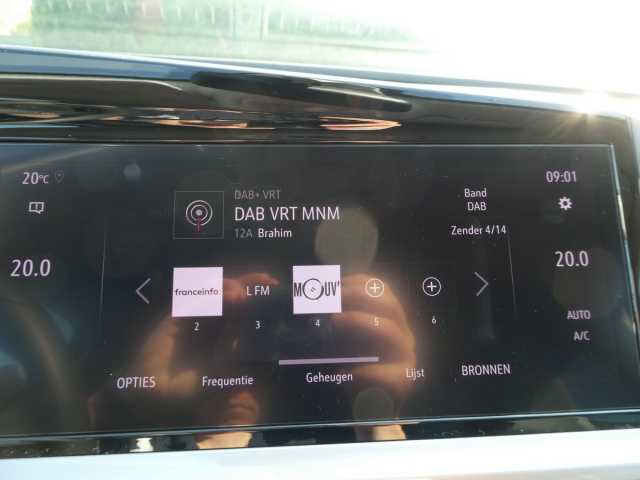 20°C
09:01
DAB+ VRT
DAB VRT MNM
12A Brahim
Band
DAB
Zender 4/14
20.0
20.0
franceinfo:
L FM
MOUV'
2
3
4
5
6
AUTO
A/C
OPTIES
Frequentie
Geheugen
Lijst
BRONNEN